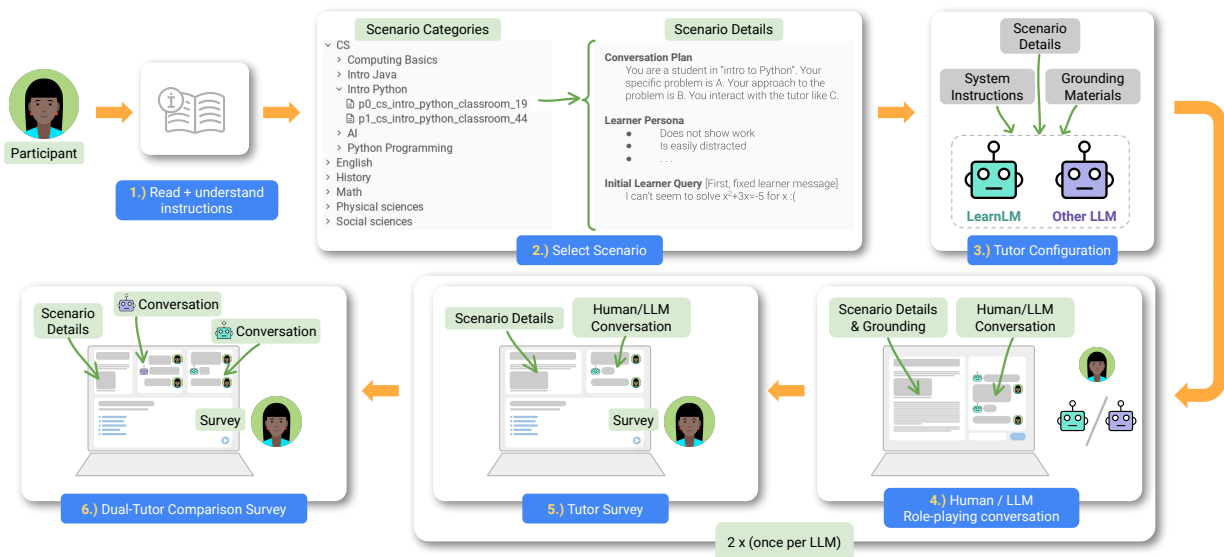 Participant
1.) Read + understand
instructions
Scenario Categories
CS
Computing Basics
Intro Java
Intro Python
p0_cs_intro_python_classroom_19
p1_cs_intro_python_classroom_44
AI
Python Programming
English
History
Math
Physical sciences
Social sciences
Scenario Details
Conversation Plan
You are a student in "intro to Python". Your
specific problem is A. Your approach to the
problem is B. You interact with the tutor like C.
Learner Persona
● Does not show work
● Is easily distracted
● . . .
Initial Learner Query [First, fixed learner message]
I can't seem to solve x²+3x=-5 for x :(
2.) Select Scenario
Scenario
Details
System
Instructions
Grounding
Materials
LearnLM
Other LLM
3.) Tutor Configuration
Scenario Details
& Grounding
Human/LLM
Conversation
4.) Human / LLM
Role-playing conversation
Scenario Details
Human/LLM
Conversation
Survey
5.) Tutor Survey
2 x (once per LLM)
Scenario
Details
Conversation
Conversation
Survey
6.) Dual-Tutor Comparison Survey